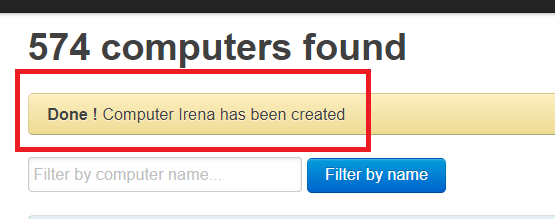 574 computers found
Done ! Computer Irena has been created
Filter by computer name...
Filter by name